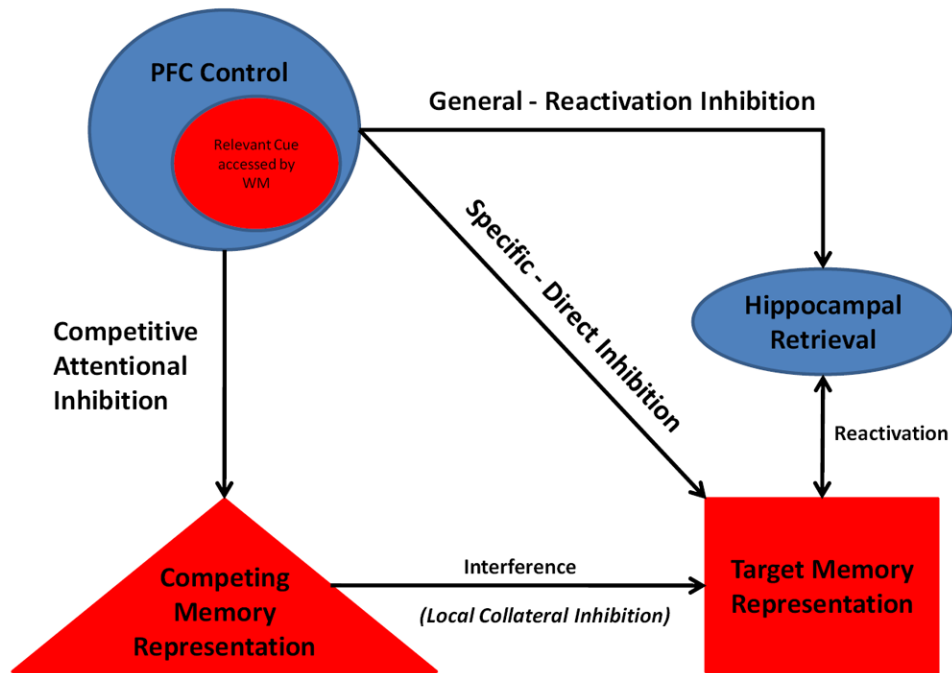 PFC Control
Relevant Cue
accessed by
WM
General - Reactivation Inhibition
Specific - Direct Inhibition
Competitive
Attentional
Inhibition
Hippocampal
Retrieval
Reactivation
Competing
Memory
Representation
Interference
(Local Collateral Inhibition)
Target Memory
Representation